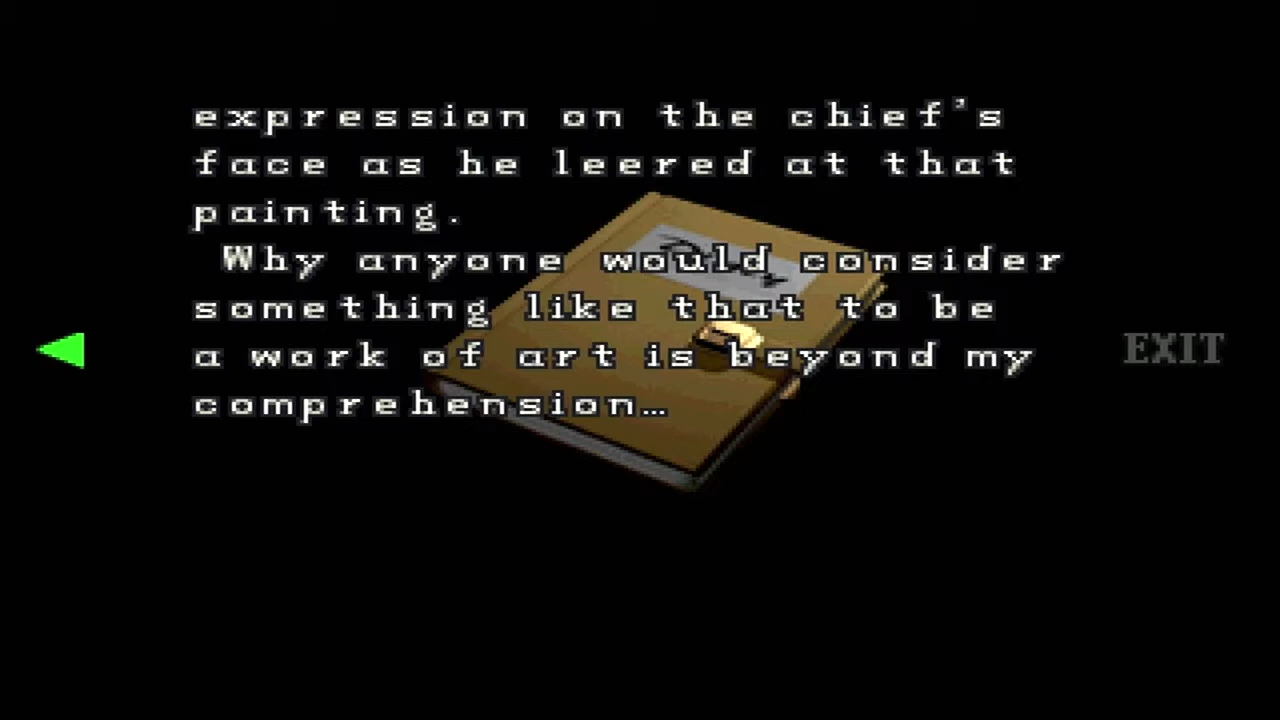 expression on the chief's
face as he leered at that
painting.
Why anyone would consider
something like that to be
a work of art is beyond my
comprehension…
EXIT
Diary